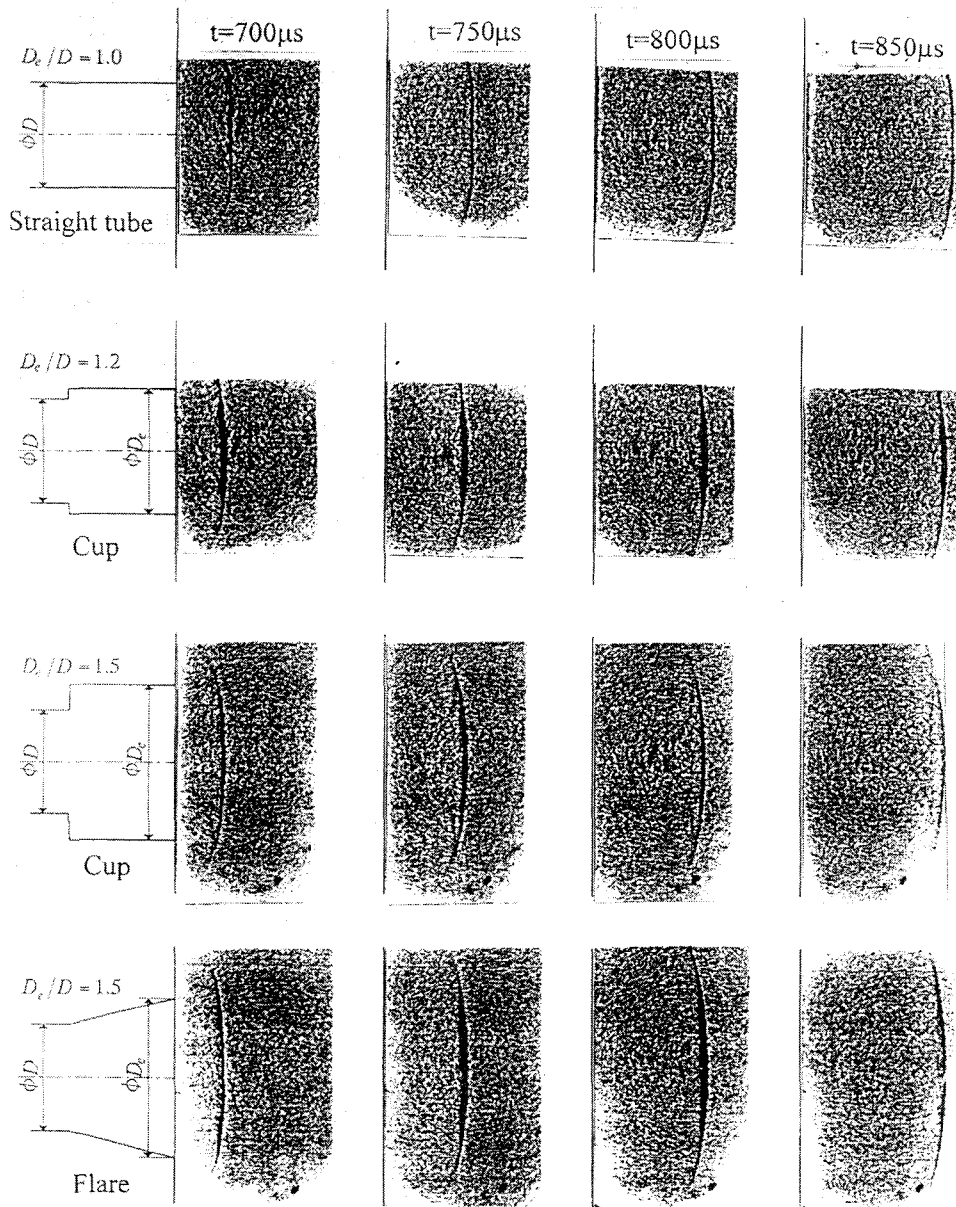 t=700μs
t=750μs
t=800μs
t=850μs
D_e/D = 1.0
ϕD
Straight tube
D_e/D = 1.2
ϕD
ϕD_e
Cup
D_e/D = 1.5
ϕD
ϕD_e
Cup
D_e/D = 1.5
ϕD
ϕD_e
Flare